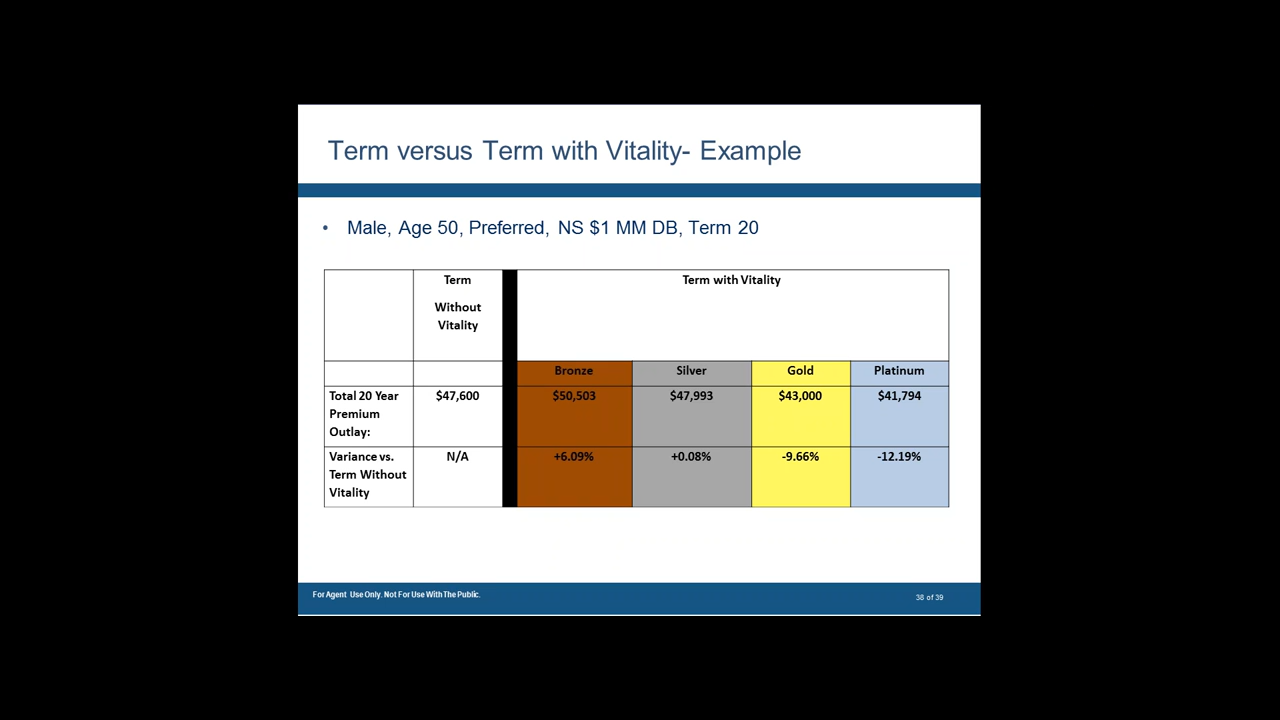 Term versus Term with Vitality- Example
• Male, Age 50, Preferred, NS $1 MM DB, Term 20
Term
Without
Vitality
Term with Vitality
Bronze Silver Gold Platinum
Total 20 Year
Premium
Outlay:
$47,600 $50,503 $47,993 $43,000 $41,794
Variance vs.
Term Without
Vitality
N/A +6.09% +0.08% -9.66% -12.19%
For Agent Use Only. Not For Use With The Public.
38 of 39